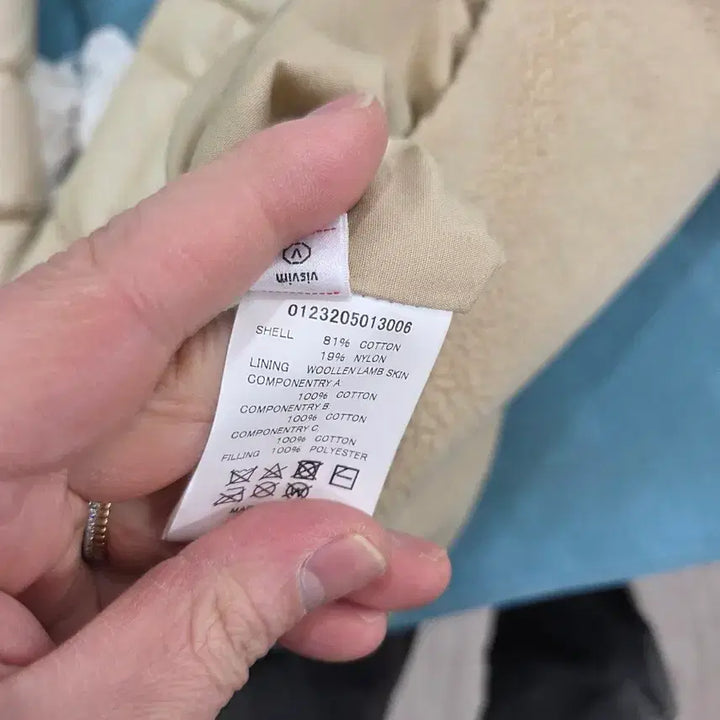 visvim
0123205013006
SHELL 81% COTTON
19% NYLON
LINING WOOLLEN LAMB SKIN
COMPONENTRY A
100% COTTON
COMPONENTRY B
100% COTTON
COMPONENTRY C
100% COTTON
FILLING 100% POLYESTER
W